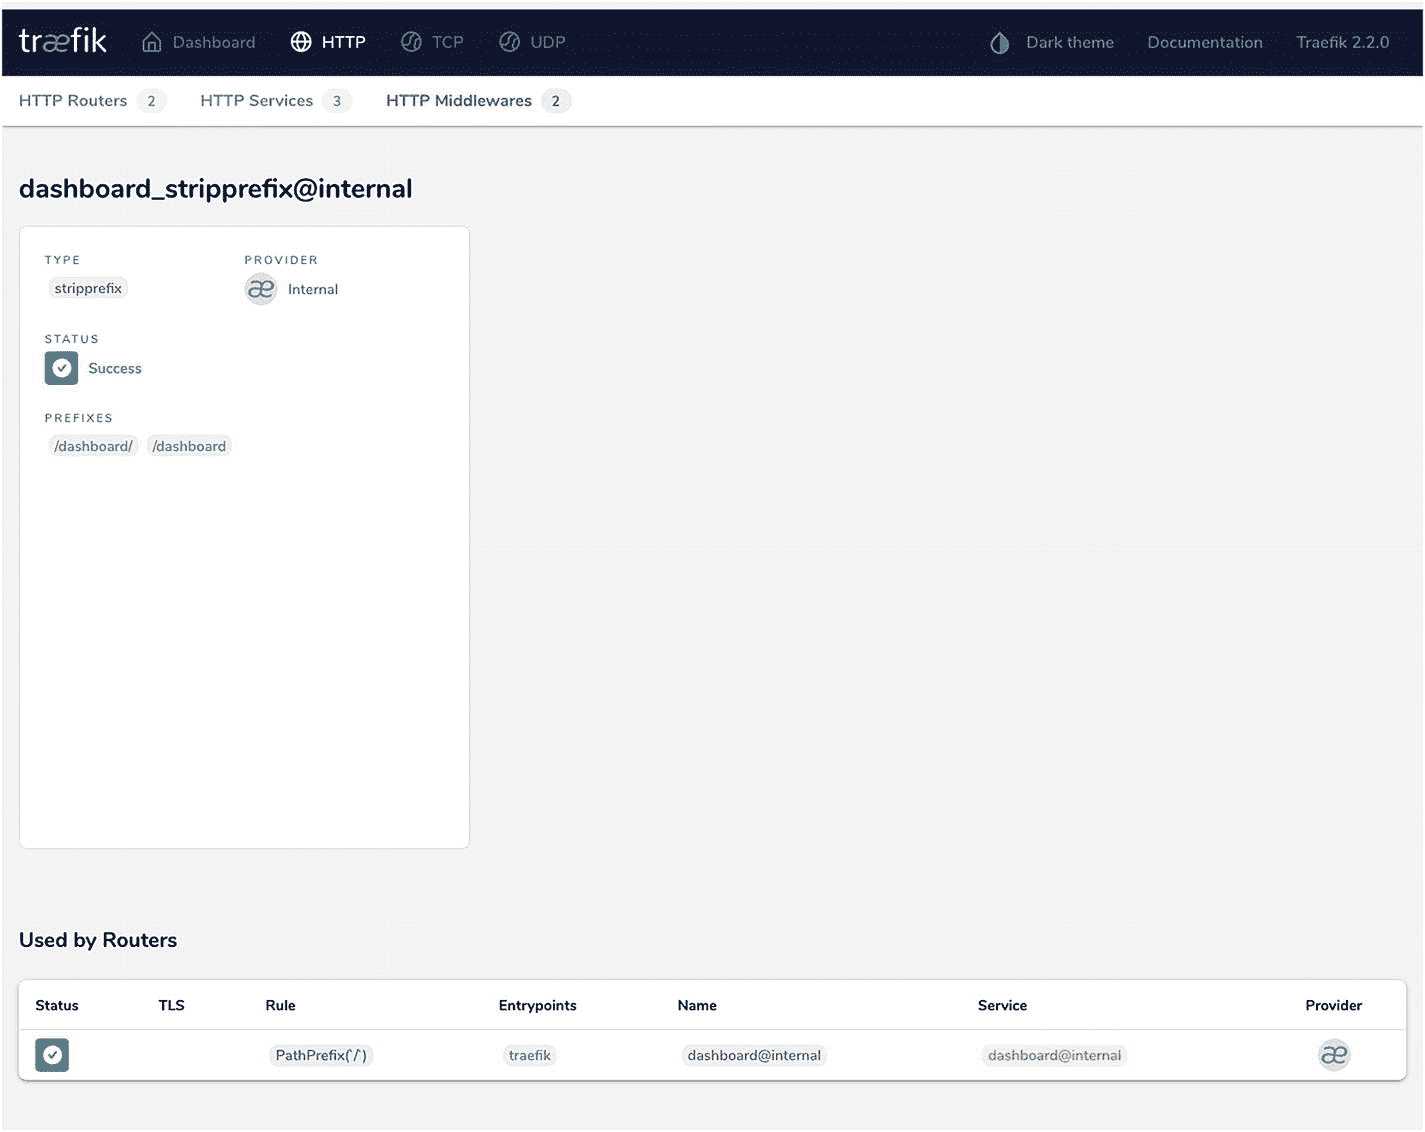 træfik Dashboard HTTP TCP UDP Dark theme Documentation Traefik 2.2.0
HTTP Routers 2 HTTP Services 3 HTTP Middlewares 2
dashboard_stripprefix@internal
TYPE PROVIDER
stripprefix æ Internal
STATUS
Success
PREFIXES
/dashboard/ /dashboard
Used by Routers
Status TLS Rule Entrypoints Name Service Provider
PathPrefix(`/`) traefik dashboard@internal dashboard@internal æ